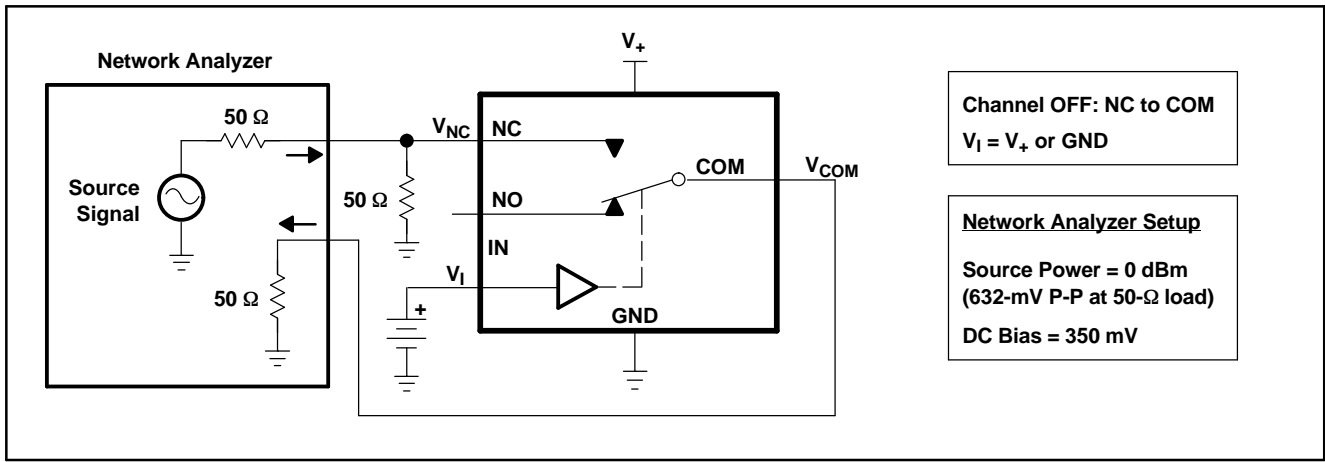 Network Analyzer
50 Ω
Source
Signal
50 Ω
50 Ω
V+
VNC
NC
NO
IN
VI
+
GND
COM
VCOM
Channel OFF: NC to COM
VI = V+ or GND
Network Analyzer Setup
Source Power = 0 dBm
(632-mV P-P at 50-Ω load)
DC Bias = 350 mV